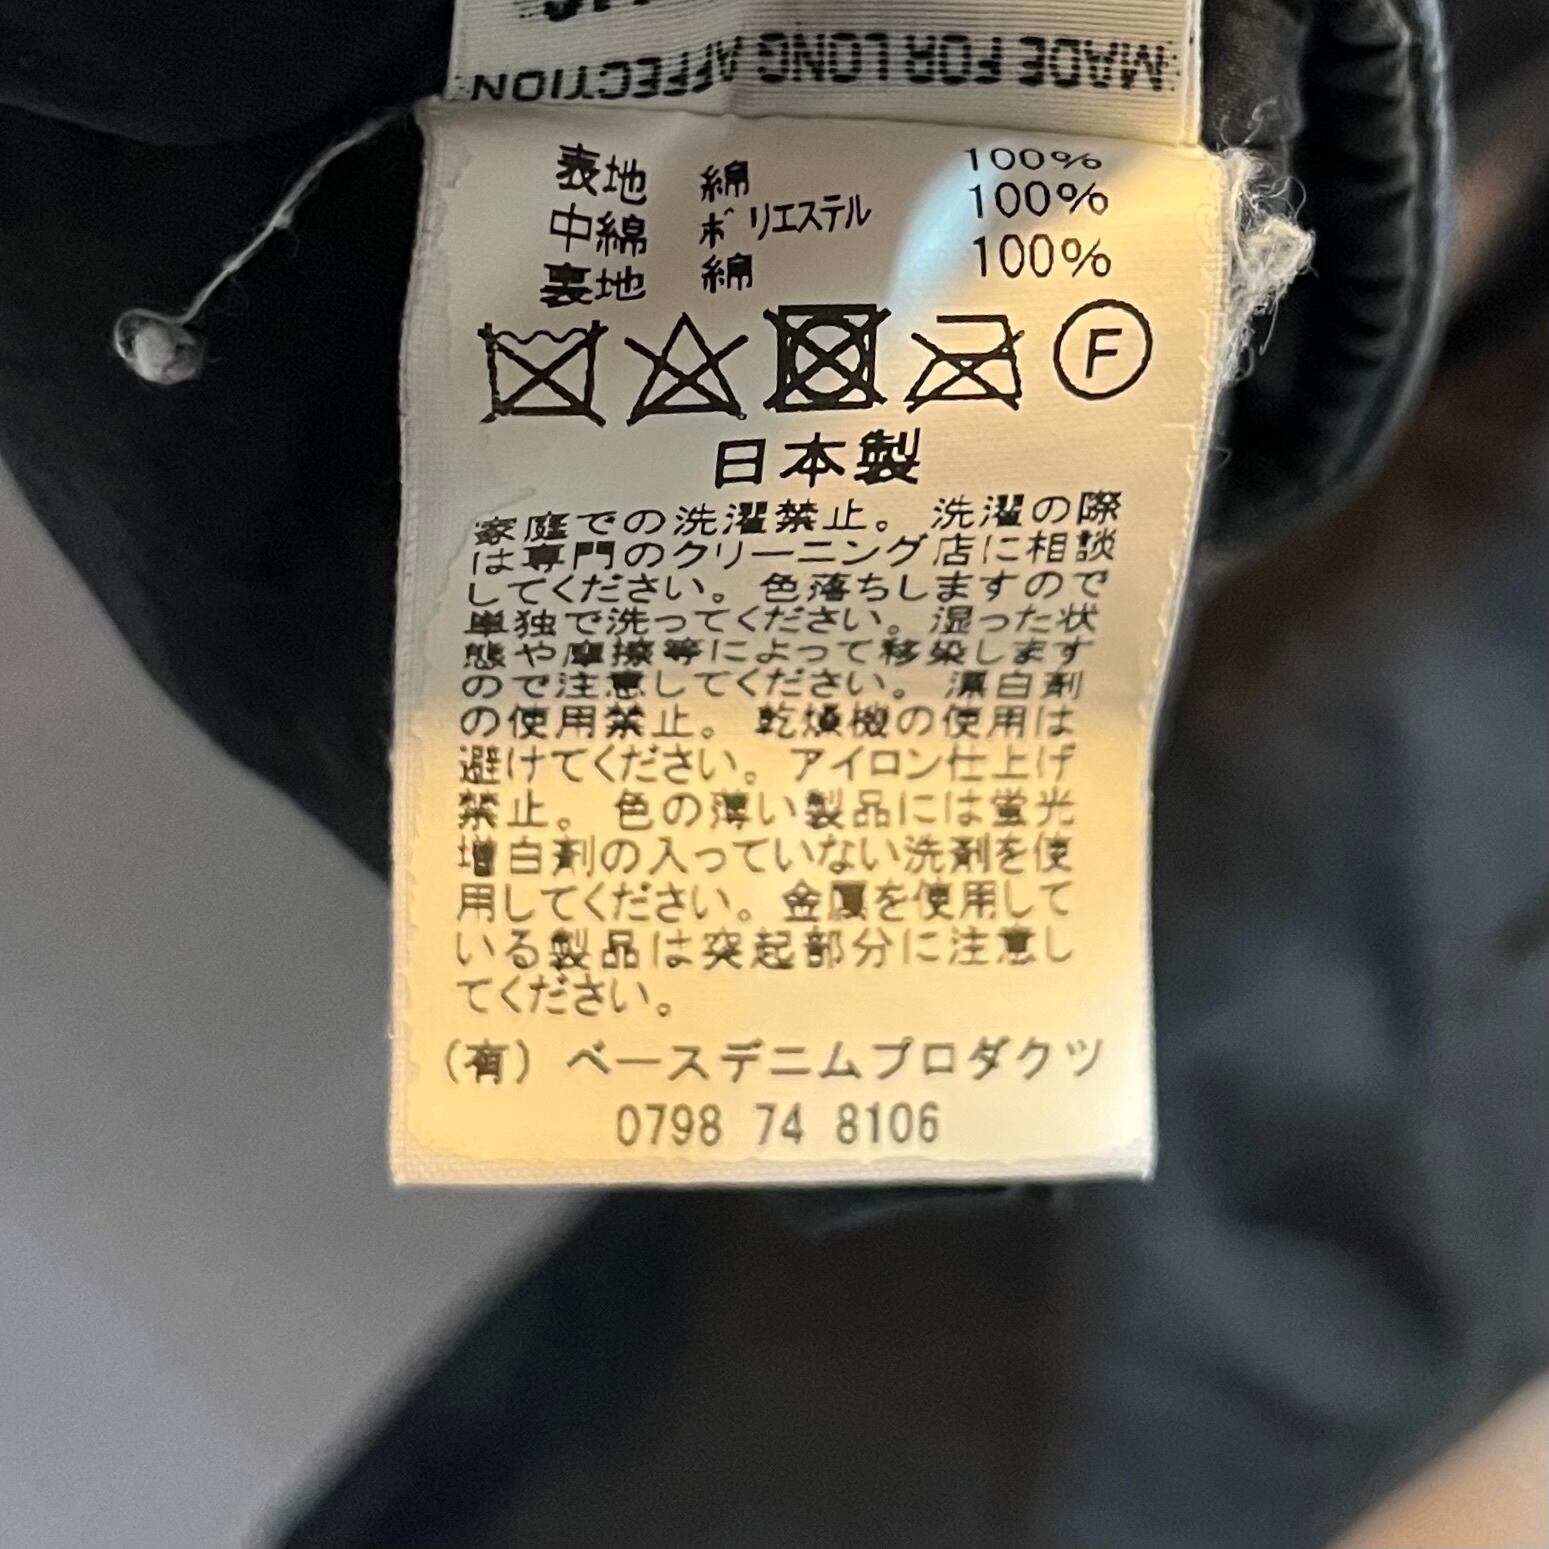 MADE FOR LONG AFFECTION
表地 綿 100%
中綿 ポリエステル 100%
裏地 綿 100%
F
日本製
家庭での洗濯禁止。洗濯の際
は専門のクリーニング店に相談
してください。色落ちしますので
単独で洗ってください。湿った状
態や摩擦等によって移染します
ので注意してください。漂白剤
の使用禁止。乾燥機の使用は
避けてください。アイロン仕上げ
禁止。色の薄い製品には蛍光
増白剤の入っていない洗剤を使
用してください。金属を使用して
いる製品は突起部分に注意し
てください。
(有) ベースデニムプロダクツ
0798 74 8106